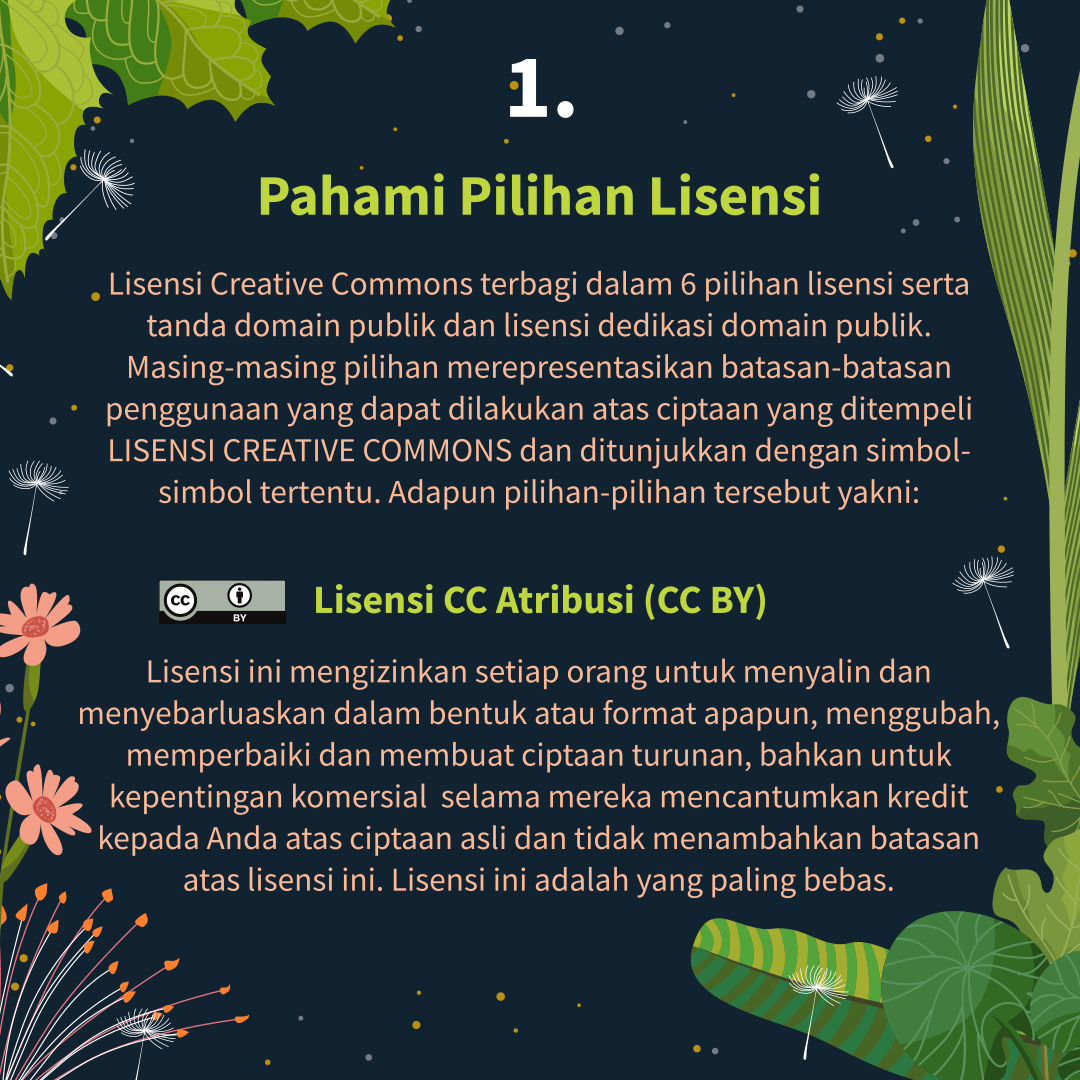 1.
Pahami Pilihan Lisensi
Lisensi Creative Commons terbagi dalam 6 pilihan lisensi serta
tanda domain publik dan lisensi dedikasi domain publik.
Masing-masing pilihan merepresentasikan batasan-batasan
penggunaan yang dapat dilakukan atas ciptaan yang ditempeli
LISENSI CREATIVE COMMONS dan ditunjukkan dengan simbol-
simbol tertentu. Adapun pilihan-pilihan tersebut yakni:
cc BY Lisensi CC Atribusi (CC BY)
Lisensi ini mengizinkan setiap orang untuk menyalin dan
menyebarluaskan dalam bentuk atau format apapun, menggubah,
memperbaiki dan membuat ciptaan turunan, bahkan untuk
kepentingan komersial  selama mereka mencantumkan kredit
kepada Anda atas ciptaan asli dan tidak menambahkan batasan
atas lisensi ini. Lisensi ini adalah yang paling bebas.